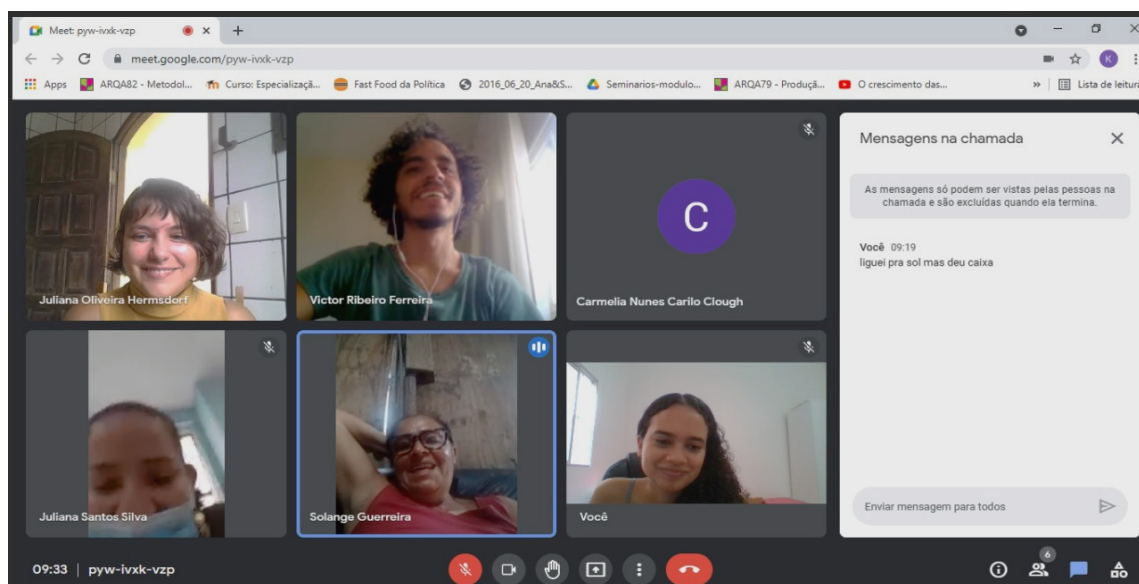 Meet: pyw-ivxk-vzp
meet.google.com/pyw-ivxk-vzp
K
Apps ARQA82 - Metodol... Curso: Especializaçã... Fast Food da Política 2016_06_20_Ana&S... Seminarios-modulo... ARQA79 - Produçã... O crescimento das... » Lista de leitura
Juliana Oliveira Hermsdorf
Victor Ribeiro Ferreira
C
Carmelia Nunes Carilo Clough
Juliana Santos Silva
Solange Guerreira
Você
Mensagens na chamada
As mensagens só podem ser vistas pelas pessoas na
chamada e são excluídas quando ela termina.
Você 09:19
liguei pra sol mas deu caixa
Enviar mensagem para todos
09:33 | pyw-ivxk-vzp
6